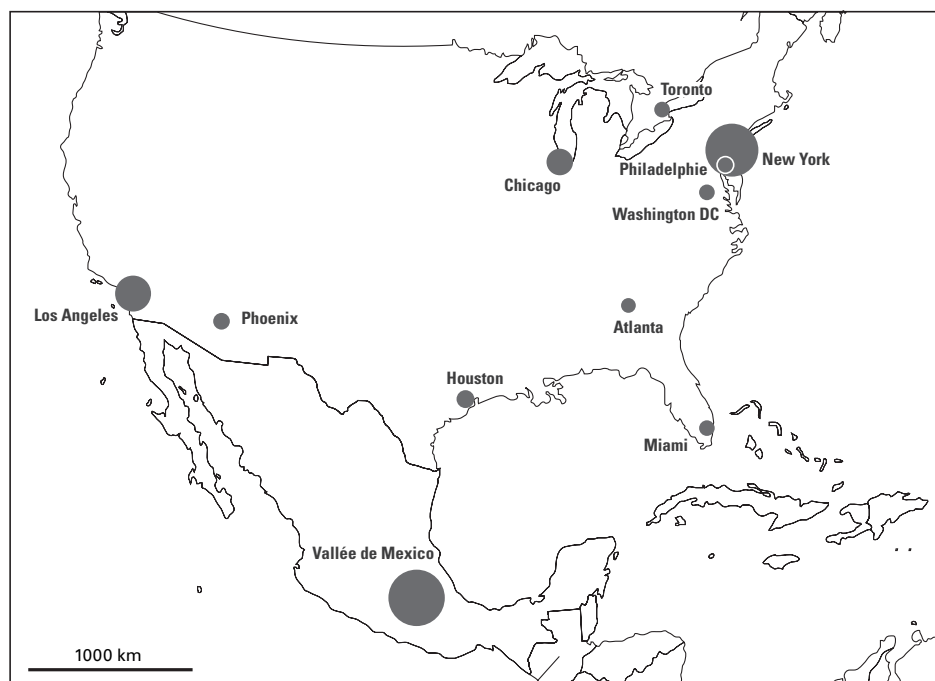 Toronto
Philadelphie
New York
Chicago
Washington DC
Los Angeles
Phoenix
Atlanta
Houston
Miami
Vallée de Mexico
1000 km